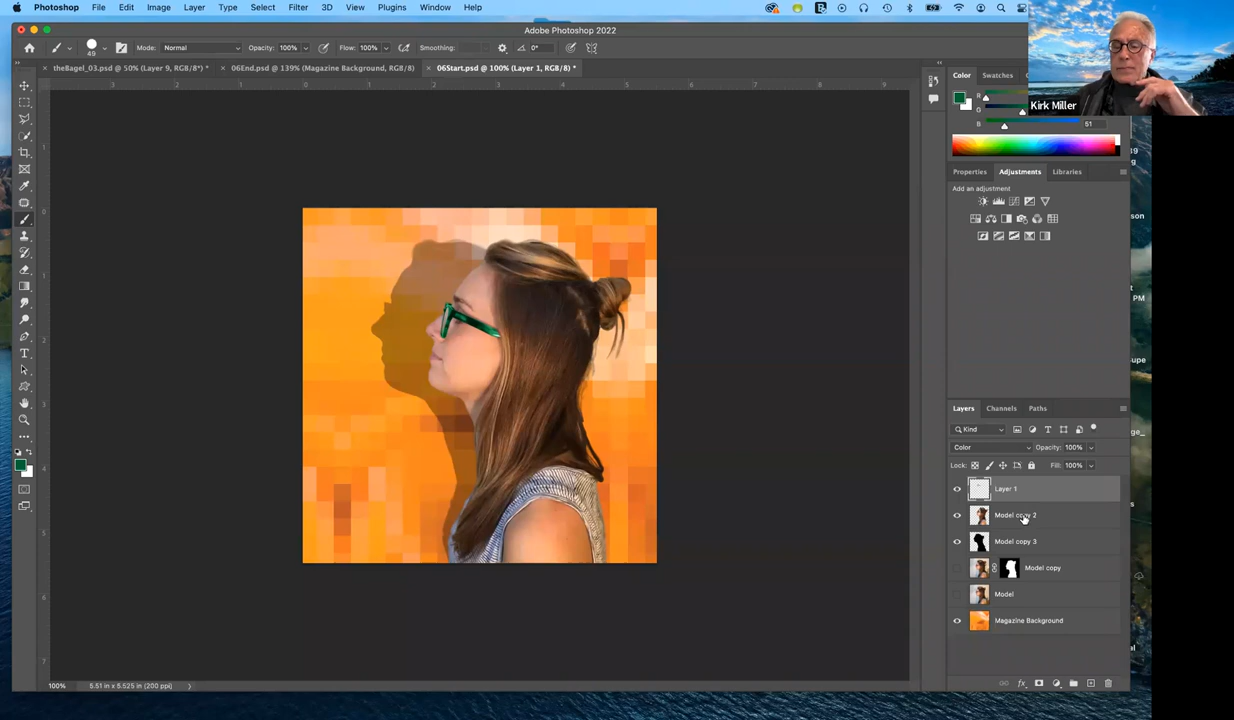 Photoshop File Edit Image Layer Type Select Filter 3D View Plugins Window Help
Adobe Photoshop 2022
49 Mode: Normal Opacity: 100% Flow: 100% Smoothing: 0°
theBagel_03.psd @ 50% (Layer 9, RGB/8*) *
06End.psd @ 139% (Magazine Background, RGB/8)
06Start.psd @ 100% (Layer 1, RGB/8) *
Color Swatches
Kirk Miller
B 51
Properties Adjustments Libraries
Add an adjustment
PM
Layers Channels Paths
Kind
Color Opacity: 100%
Lock: Fill: 100%
Layer 1
Model copy 2
Model copy 3
Model copy
Model
Magazine Background
100% 5.51 in x 5.525 in (200 ppi)